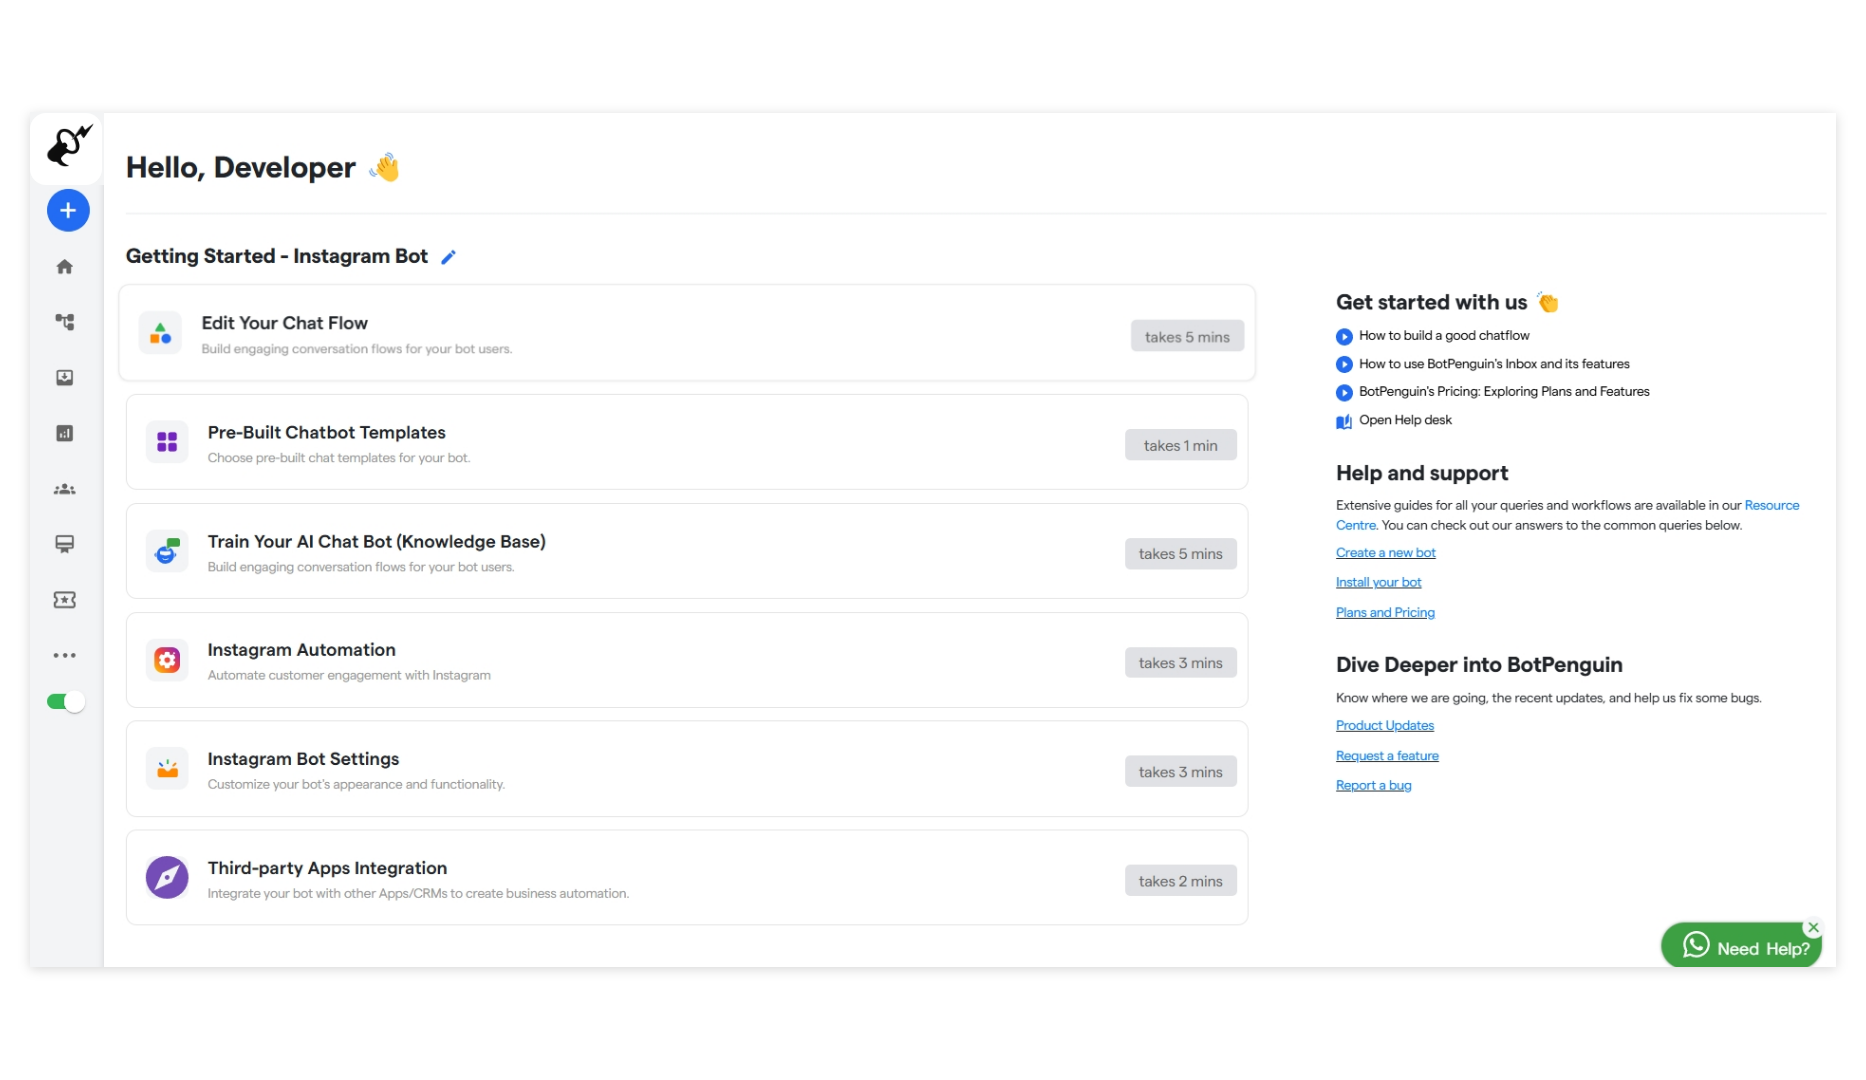 Hello, Developer
Getting Started - Instagram Bot
Edit Your Chat Flow
Build engaging conversation flows for your bot users.
takes 5 mins
Pre-Built Chatbot Templates
Choose pre-built chat templates for your bot.
takes 1 min
Train Your AI Chat Bot (Knowledge Base)
Build engaging conversation flows for your bot users.
takes 5 mins
Instagram Automation
Automate customer engagement with Instagram
takes 3 mins
Instagram Bot Settings
Customize your bot's appearance and functionality.
takes 3 mins
Third-party Apps Integration
Integrate your bot with other Apps/CRMs to create business automation.
takes 2 mins
Get started with us
How to build a good chatflow
How to use BotPenguin's Inbox and its features
BotPenguin's Pricing: Exploring Plans and Features
Open Help desk
Help and support
Extensive guides for all your queries and workflows are available in our Resource
Centre. You can check out our answers to the common queries below.
Create a new bot
Install your bot
Plans and Pricing
Dive Deeper into BotPenguin
Know where we are going, the recent updates, and help us fix some bugs.
Product Updates
Request a feature
Report a bug
Need Help?